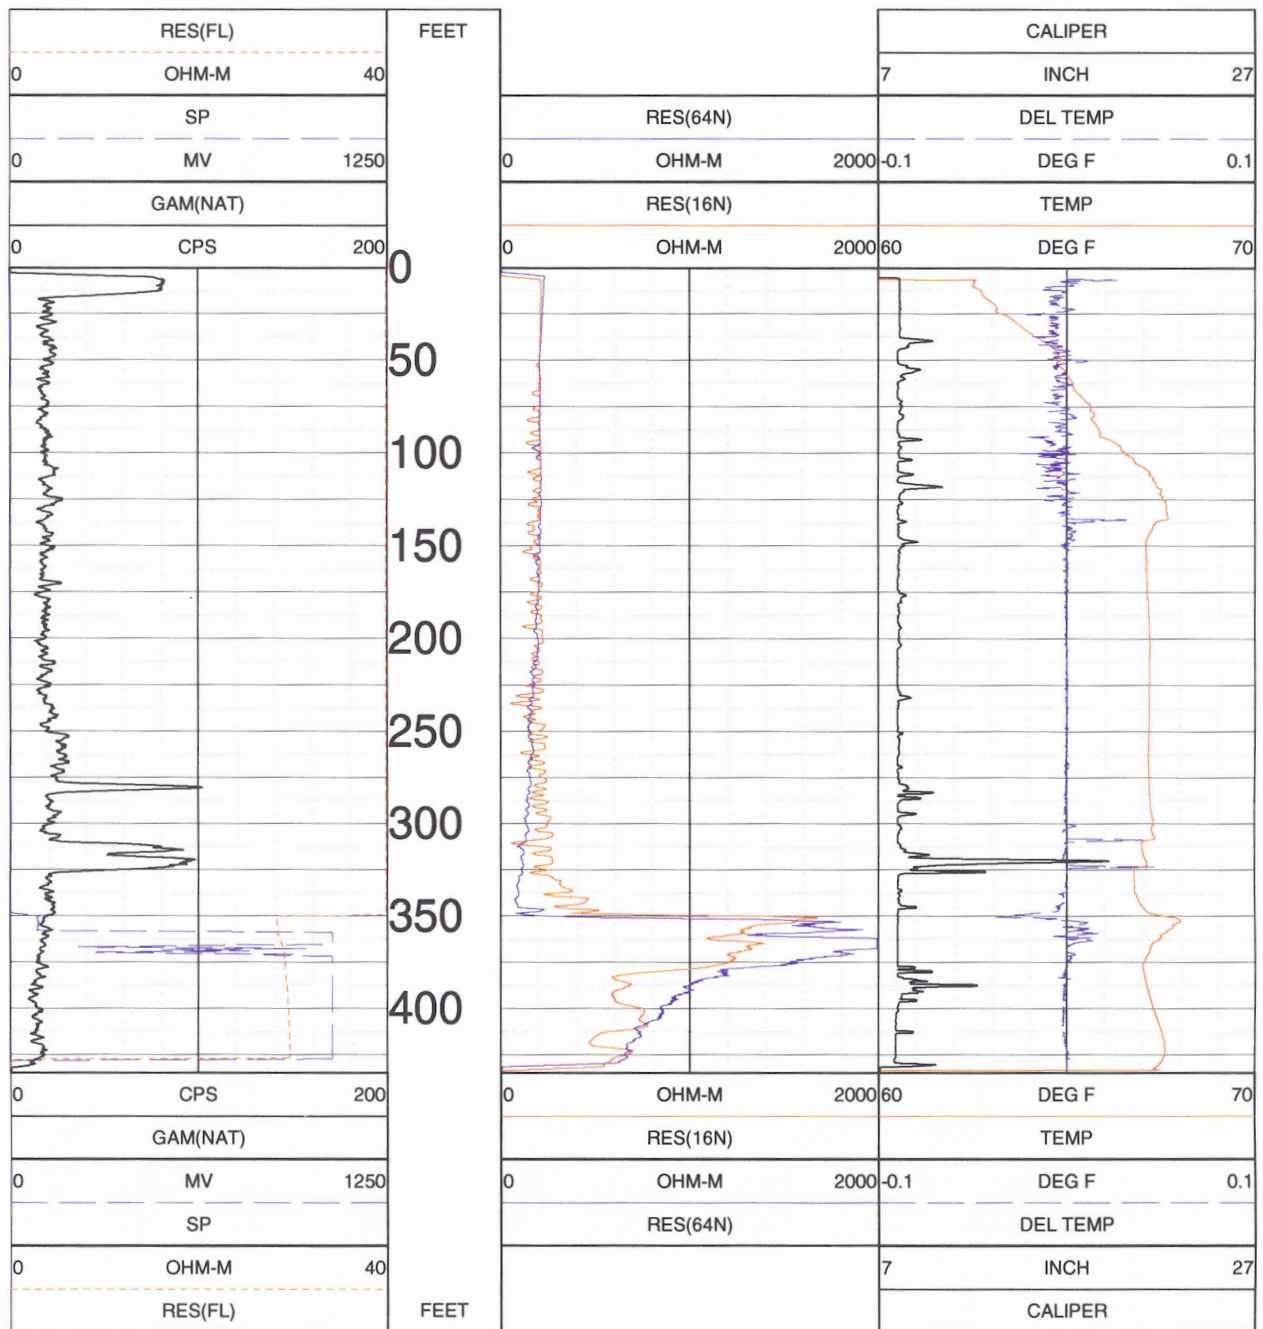 RES(FL) FEET CALIPER
0 OHM-M 40 7 INCH 27
SP RES(64N) DEL TEMP
0 MV 1250 0 OHM-M 2000 -0.1 DEG F 0.1
GAM(NAT) RES(16N) TEMP
0 CPS 200 0 OHM-M 2000 60 DEG F 70
0
50
100
150
200
250
300
350
400
0 CPS 200 0 OHM-M 2000 60 DEG F 70
GAM(NAT) RES(16N) TEMP
0 MV 1250 0 OHM-M 2000 -0.1 DEG F 0.1
SP RES(64N) DEL TEMP
0 OHM-M 40 7 INCH 27
RES(FL) FEET CALIPER